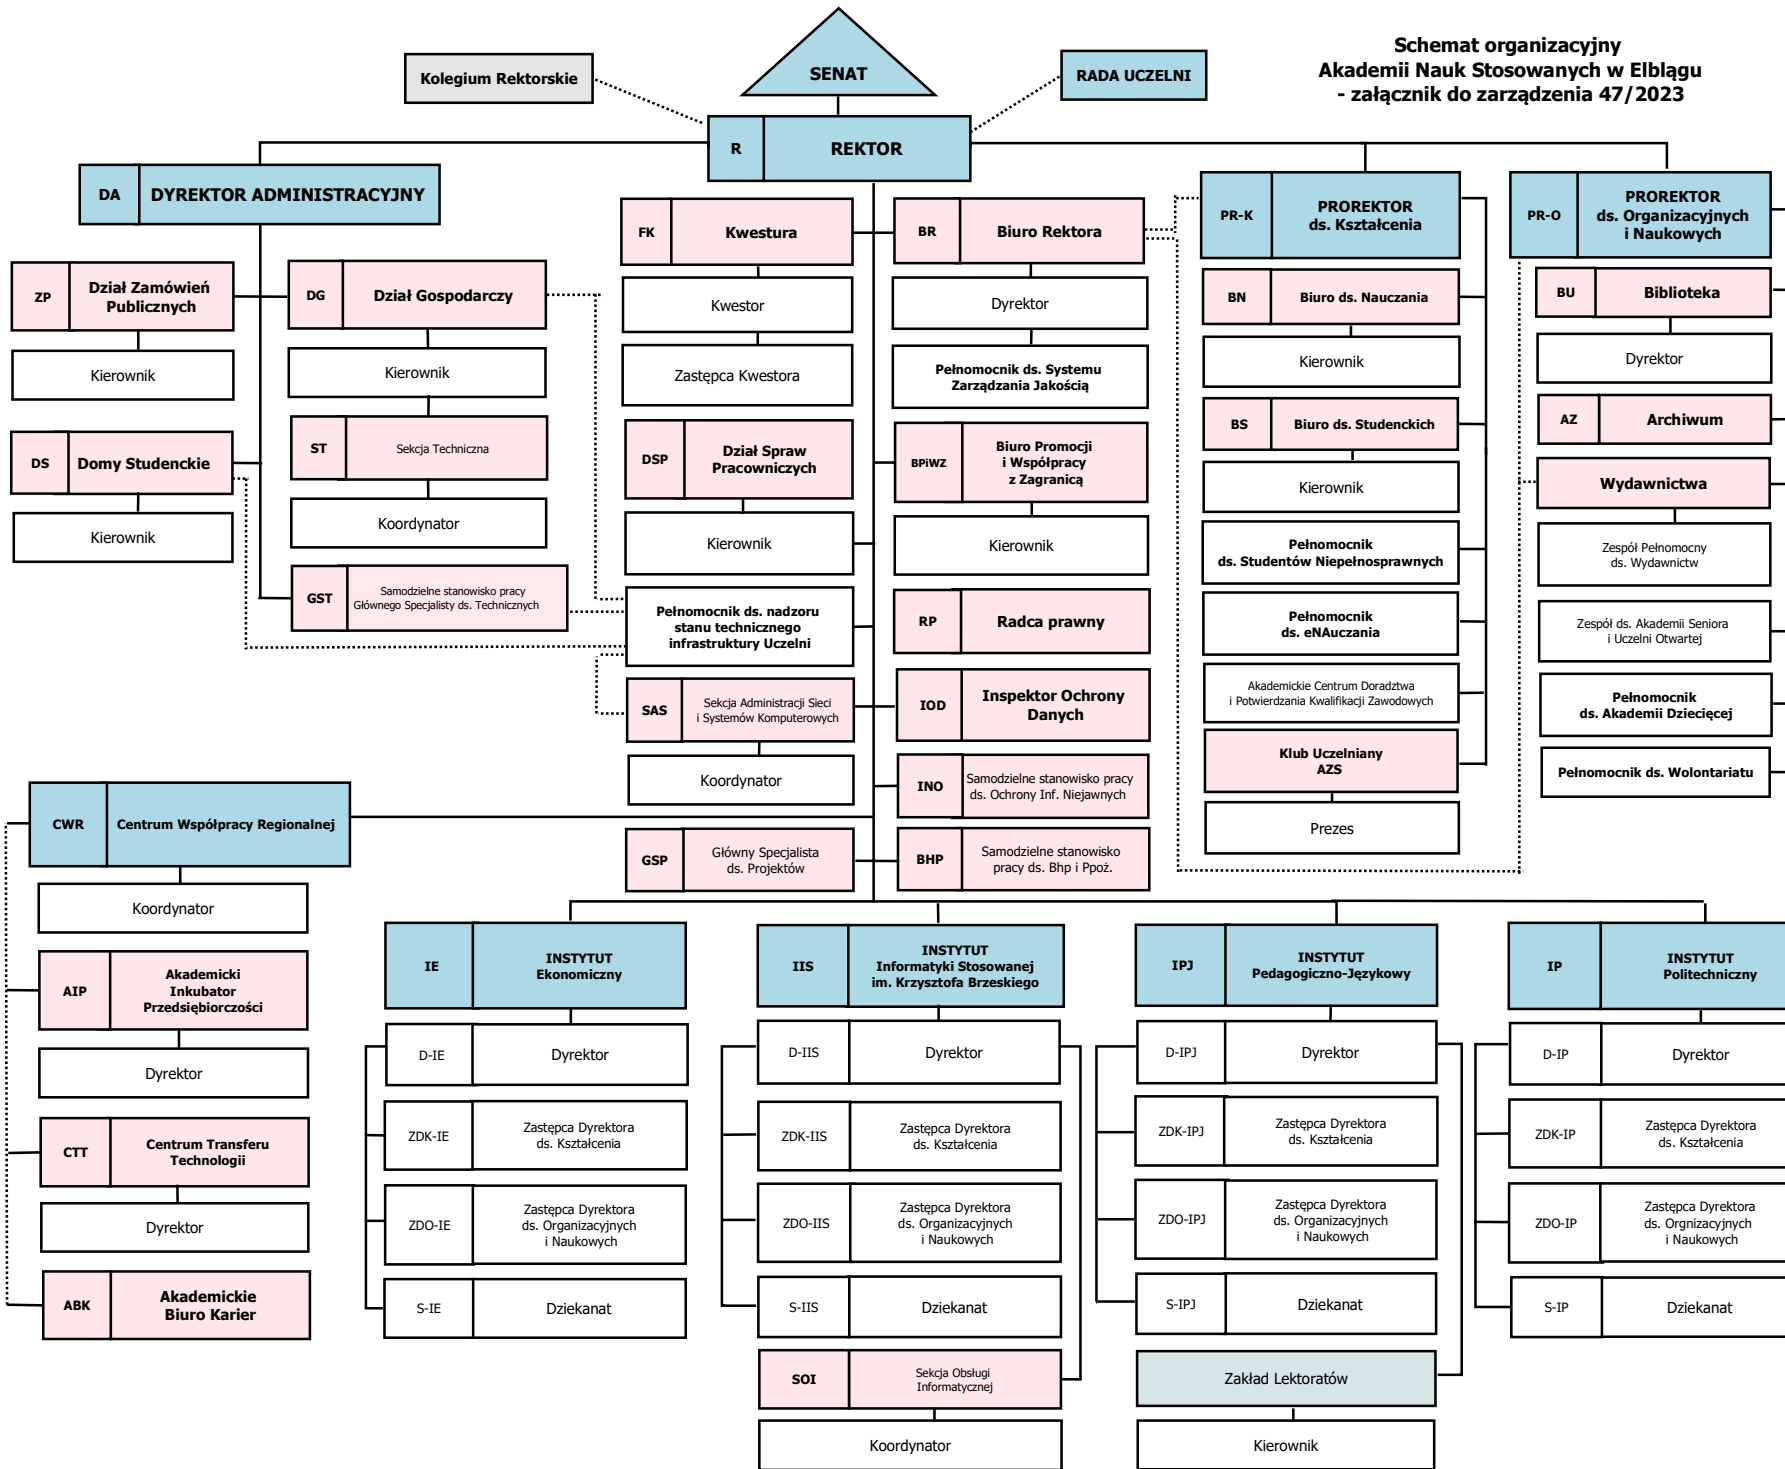 Schemat organizacyjny
Akademii Nauk Stosowanych w Elblągu
- załącznik do zarządzenia 47/2023
SENAT
Kolegium Rektorskie
RADA UCZELNI
R
REKTOR
DA
DYREKTOR ADMINISTRACYJNY
ZP
Dział Zamówień
Publicznych
Kierownik
DG
Dział Gospodarczy
Kierownik
ST
Sekcja Techniczna
Koordynator
DS
Domy Studenckie
Kierownik
GST
Samodzielne stanowisko pracy
Głównego Specjalisty ds. Technicznych
FK
Kwestura
Kwestor
Zastępca Kwestora
DSP
Dział Spraw
Pracowniczych
Kierownik
Pełnomocnik ds. nadzoru
stanu technicznego
infrastruktury Uczelni
SAS
Sekcja Administracji Sieci
i Systemów Komputerowych
Koordynator
GSP
Główny Specjalista
ds. Projektów
BR
Biuro Rektora
Dyrektor
Pełnomocnik ds. Systemu
Zarządzania Jakością
BPiWZ
Biuro Promocji
i Współpracy
z Zagranicą
Kierownik
RP
Radca prawny
IOD
Inspektor Ochrony
Danych
INO
Samodzielne stanowisko pracy
ds. Ochrony Inf. Niejawnych
BHP
Samodzielne stanowisko
pracy ds. Bhp i Ppoż.
PR-K
PROREKTOR
ds. Kształcenia
BN
Biuro ds. Nauczania
Kierownik
BS
Biuro ds. Studenckich
Kierownik
Pełnomocnik
ds. Studentów Niepełnosprawnych
Pełnomocnik
ds. eNAuczania
Akademickie Centrum Doradztwa
i Potwierdzania Kwalifikacji Zawodowych
Klub Uczelniany
AZS
Prezes
PR-O
PROREKTOR
ds. Organizacyjnych
i Naukowych
BU
Biblioteka
Dyrektor
AZ
Archiwum
Wydawnictwa
Zespół Pełnomocny
ds. Wydawnictw
Zespół ds. Akademii Seniora
i Uczelni Otwartej
Pełnomocnik
ds. Akademii Dziecięcej
Pełnomocnik ds. Wolontariatu
CWR
Centrum Współpracy Regionalnej
Koordynator
AIP
Akademicki
Inkubator
Przedsiębiorczości
Dyrektor
CTT
Centrum Transferu
Technologii
Dyrektor
ABK
Akademickie
Biuro Karier
IE
INSTYTUT
Ekonomiczny
D-IE
Dyrektor
ZDK-IE
Zastępca Dyrektora
ds. Kształcenia
ZDO-IE
Zastępca Dyrektora
ds. Organizacyjnych
i Naukowych
S-IE
Dziekanat
IIS
INSTYTUT
Informatyki Stosowanej
im. Krzysztofa Brzeskiego
D-IIS
Dyrektor
ZDK-IIS
Zastępca Dyrektora
ds. Kształcenia
ZDO-IIS
Zastępca Dyrektora
ds. Organizacyjnych
i Naukowych
S-IIS
Dziekanat
SOI
Sekcja Obsługi
Informatycznej
Koordynator
IPJ
INSTYTUT
Pedagogiczno-Językowy
D-IPJ
Dyrektor
ZDK-IPJ
Zastępca Dyrektora
ds. Kształcenia
ZDO-IPJ
Zastępca Dyrektora
ds. Organizacyjnych
i Naukowych
S-IPJ
Dziekanat
Zakład Lektoratów
Kierownik
IP
INSTYTUT
Politechniczny
D-IP
Dyrektor
ZDK-IP
Zastępca Dyrektora
ds. Kształcenia
ZDO-IP
Zastępca Dyrektora
ds. Orgnizacyjnych
i Naukowych
S-IP
Dziekanat